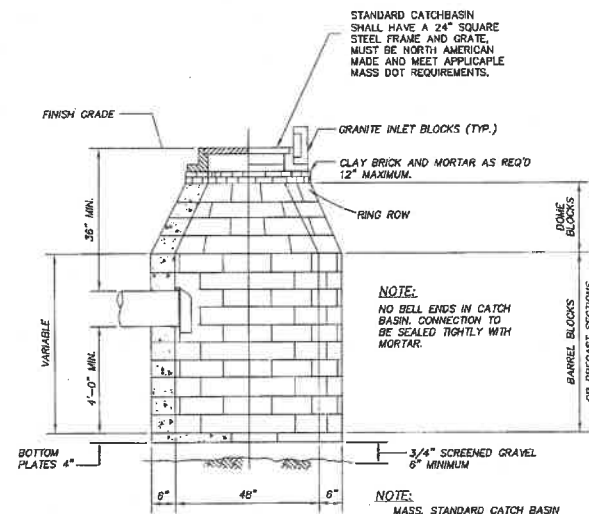 STANDARD CATCHBASIN
SHALL HAVE A 24" SQUARE
STEEL FRAME AND GRATE,
MUST BE NORTH AMERICAN
MADE AND MEET APPLICAPLE
MASS DOT REQUIREMENTS.
FINISH GRADE
GRANITE INLET BLOCKS (TYP.)
CLAY BRICK AND MORTAR AS REQ'D
12" MAXIMUM.
RING ROW
36" MIN.
DOME
BLOCKS
NOTE:
NO BELL ENDS IN CATCH
BASIN. CONNECTION TO
BE SEALED TIGHTLY WITH
MORTAR.
VARIABLE
4'-0" MIN.
BARREL BLOCKS
OR PRECAST SECTIONS
BOTTOM
PLATES 4"
3/4" SCREENED GRAVEL
6" MINIMUM
6"
48"
6"
NOTE:
MASS. STANDARD CATCH BASIN